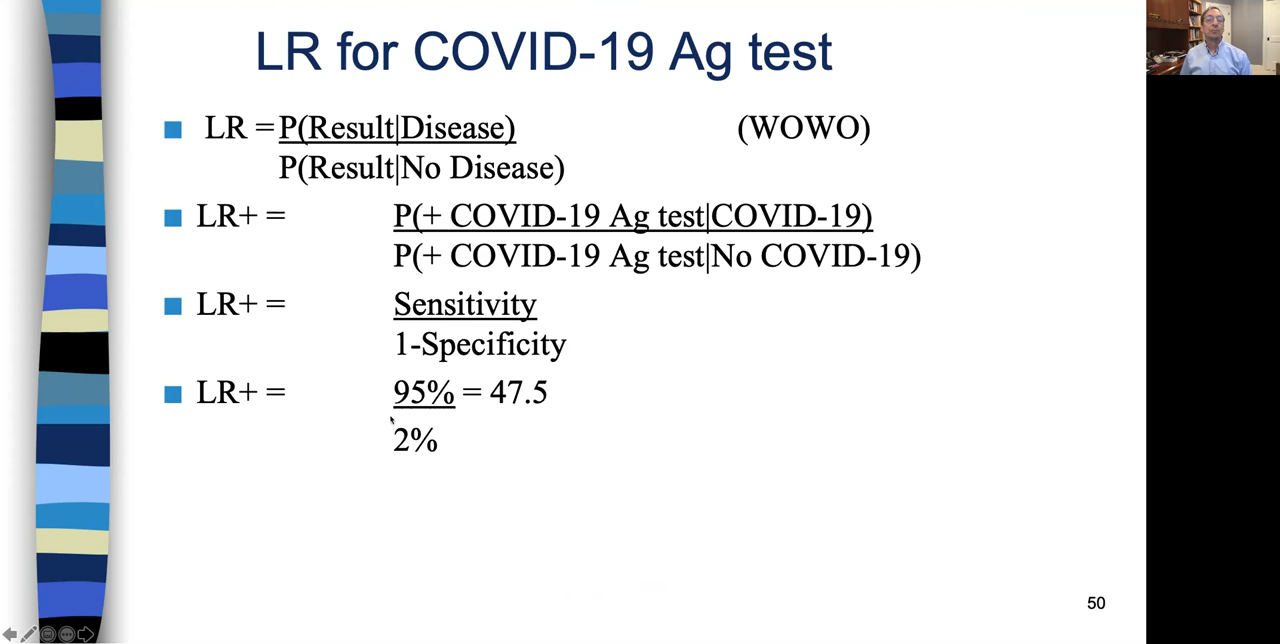 LR for COVID-19 Ag test
LR = P(Result|Disease) (WOWO)
P(Result|No Disease)
LR+ = P(+ COVID-19 Ag test|COVID-19)
P(+ COVID-19 Ag test|No COVID-19)
LR+ = Sensitivity
1-Specificity
LR+ = 95% = 47.5
2%
50